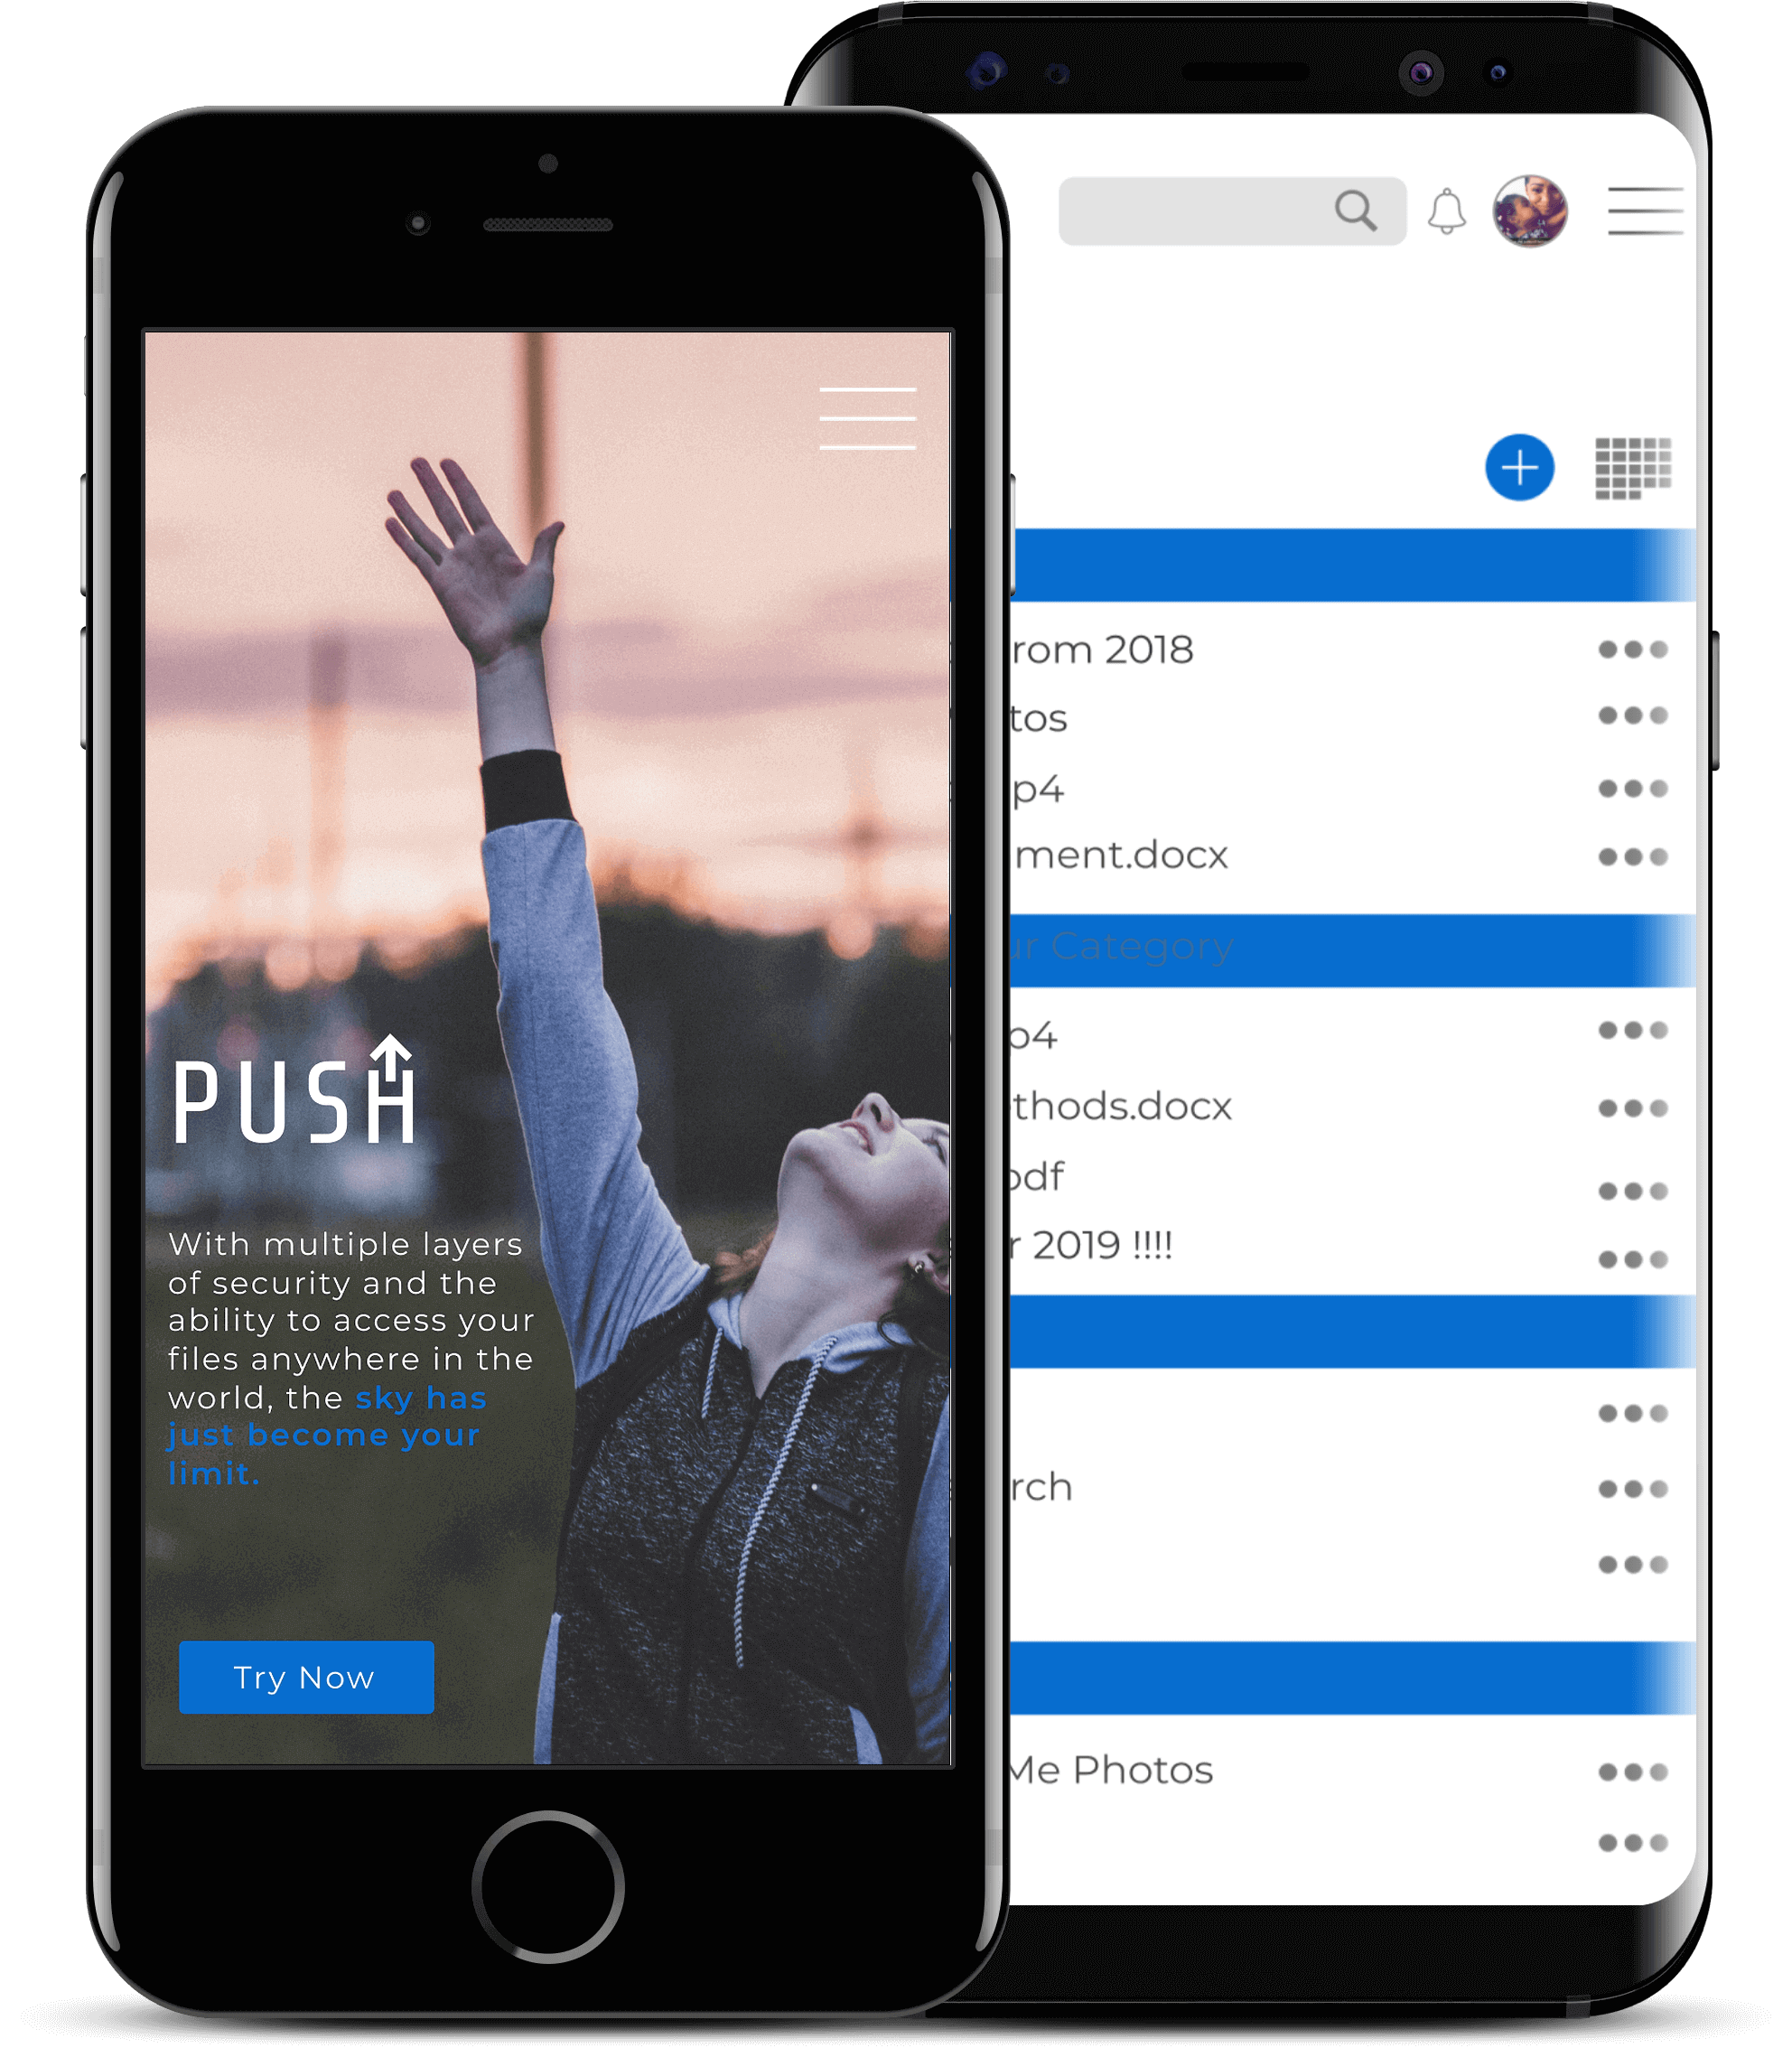 PUSH
With multiple layers
of security and the
ability to access your
files anywhere in the
world, the sky has
just become your
limit.
Try Now
rom 2018
tos
p4
ment.docx
ur Category
p4
thods.docx
pdf
r 2019 !!!!
rch
Me Photos